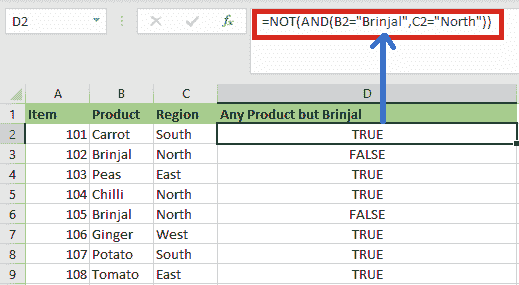 D2 fx =NOT(AND(B2="Brinjal",C2="North"))
A B C D
1 Item Product Region Any Product but Brinjal
2 101 Carrot South TRUE
3 102 Brinjal North FALSE
4 103 Peas East TRUE
5 104 Chilli North TRUE
6 105 Brinjal North FALSE
7 106 Ginger West TRUE
8 107 Potato South TRUE
9 108 Tomato East TRUE